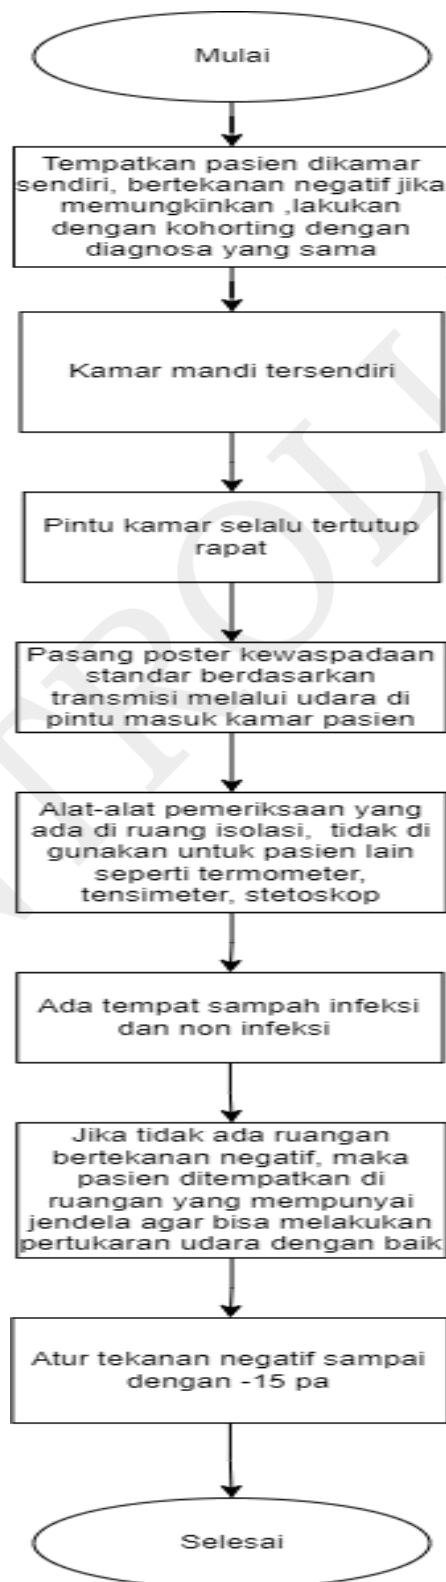 Mulai
Tempatkan pasien dikamar
sendiri, bertekanan negatif jika
memungkinkan ,lakukan
dengan kohorting dengan
diagnosa yang sama
Kamar mandi tersendiri
Pintu kamar selalu tertutup
rapat
Pasang poster kewaspadaan
standar berdasarkan
transmisi melalui udara di
pintu masuk kamar pasien
Alat-alat pemeriksaan yang
ada di ruang isolasi, tidak di
gunakan untuk pasien lain
seperti termometer,
tensimeter, stetoskop
Ada tempat sampah infeksi
dan non infeksi
Jika tidak ada ruangan
bertekanan negatif, maka
pasien ditempatkan di
ruangan yang mempunyai
jendela agar bisa melakukan
pertukaran udara dengan baik
Atur tekanan negatif sampai
dengan -15 pa
Selesai